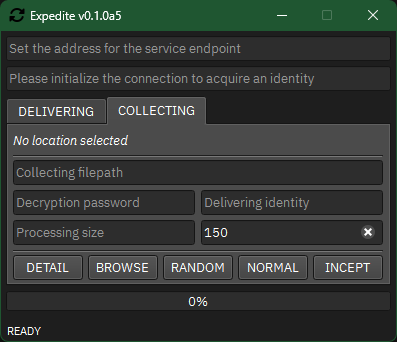 Expedite v0.1.0a5
Set the address for the service endpoint
Please initialize the connection to acquire an identity
DELIVERING COLLECTING
No location selected
Collecting filepath
Decryption password Delivering identity
Processing size 150
DETAIL BROWSE RANDOM NORMAL INCEPT
0%
READY